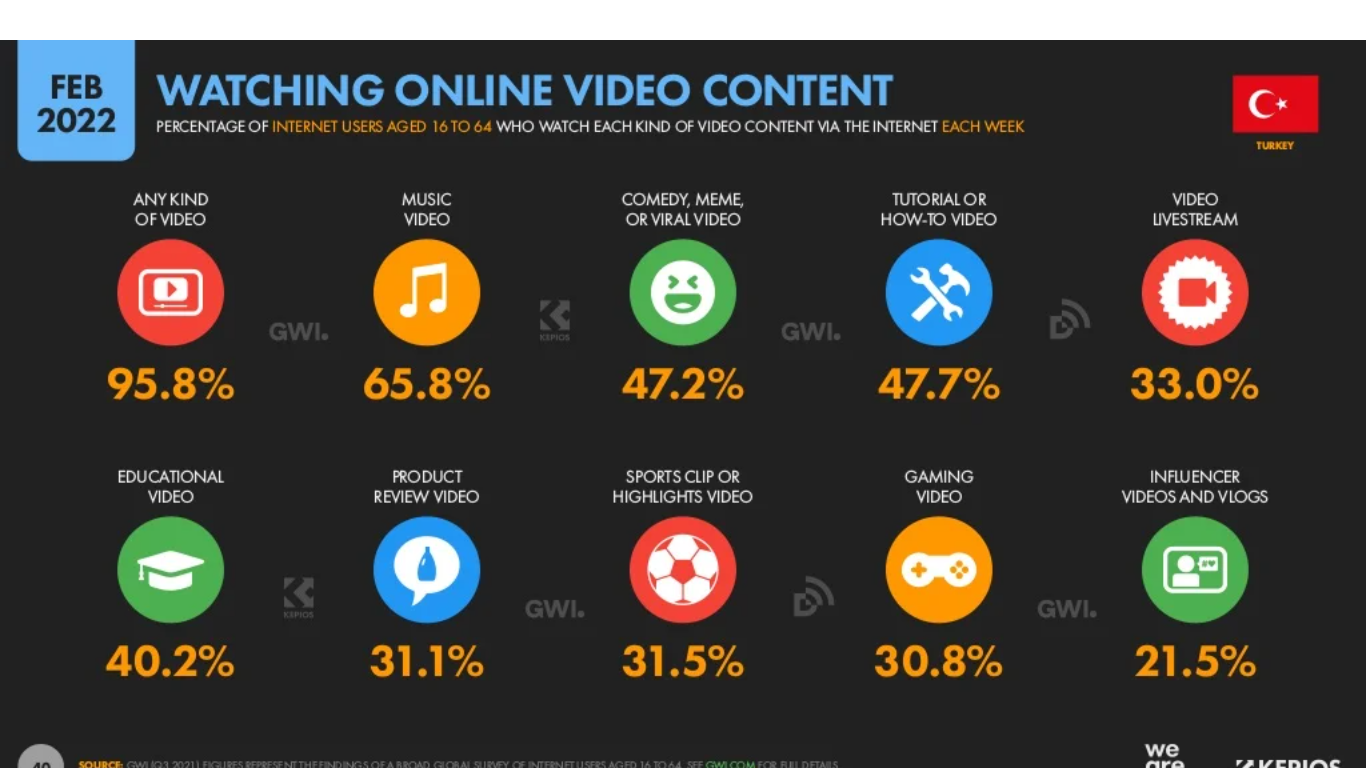 FEB
2022
WATCHING ONLINE VIDEO CONTENT
PERCENTAGE OF INTERNET USERS AGED 16 TO 64 WHO WATCH EACH KIND OF VIDEO CONTENT VIA THE INTERNET EACH WEEK
TURKEY
ANY KIND
OF VIDEO
95.8%
MUSIC
VIDEO
65.8%
COMEDY, MEME,
OR VIRAL VIDEO
47.2%
TUTORIAL OR
HOW-TO VIDEO
47.7%
VIDEO
LIVESTREAM
33.0%
GWI.
KEPIOS
GWI.
EDUCATIONAL
VIDEO
40.2%
PRODUCT
REVIEW VIDEO
31.1%
SPORTS CLIP OR
HIGHLIGHTS VIDEO
31.5%
GAMING
VIDEO
30.8%
INFLUENCER
VIDEOS AND VLOGS
21.5%
KEPIOS
GWI.
GWI.
40
SOURCE: GWI (Q3 2021). FIGURES REPRESENT THE FINDINGS OF A BROAD GLOBAL SURVEY OF INTERNET USERS AGED 16 TO 64. SEE GWI.COM FOR FULL DETAILS.
we
are
KEPIOS